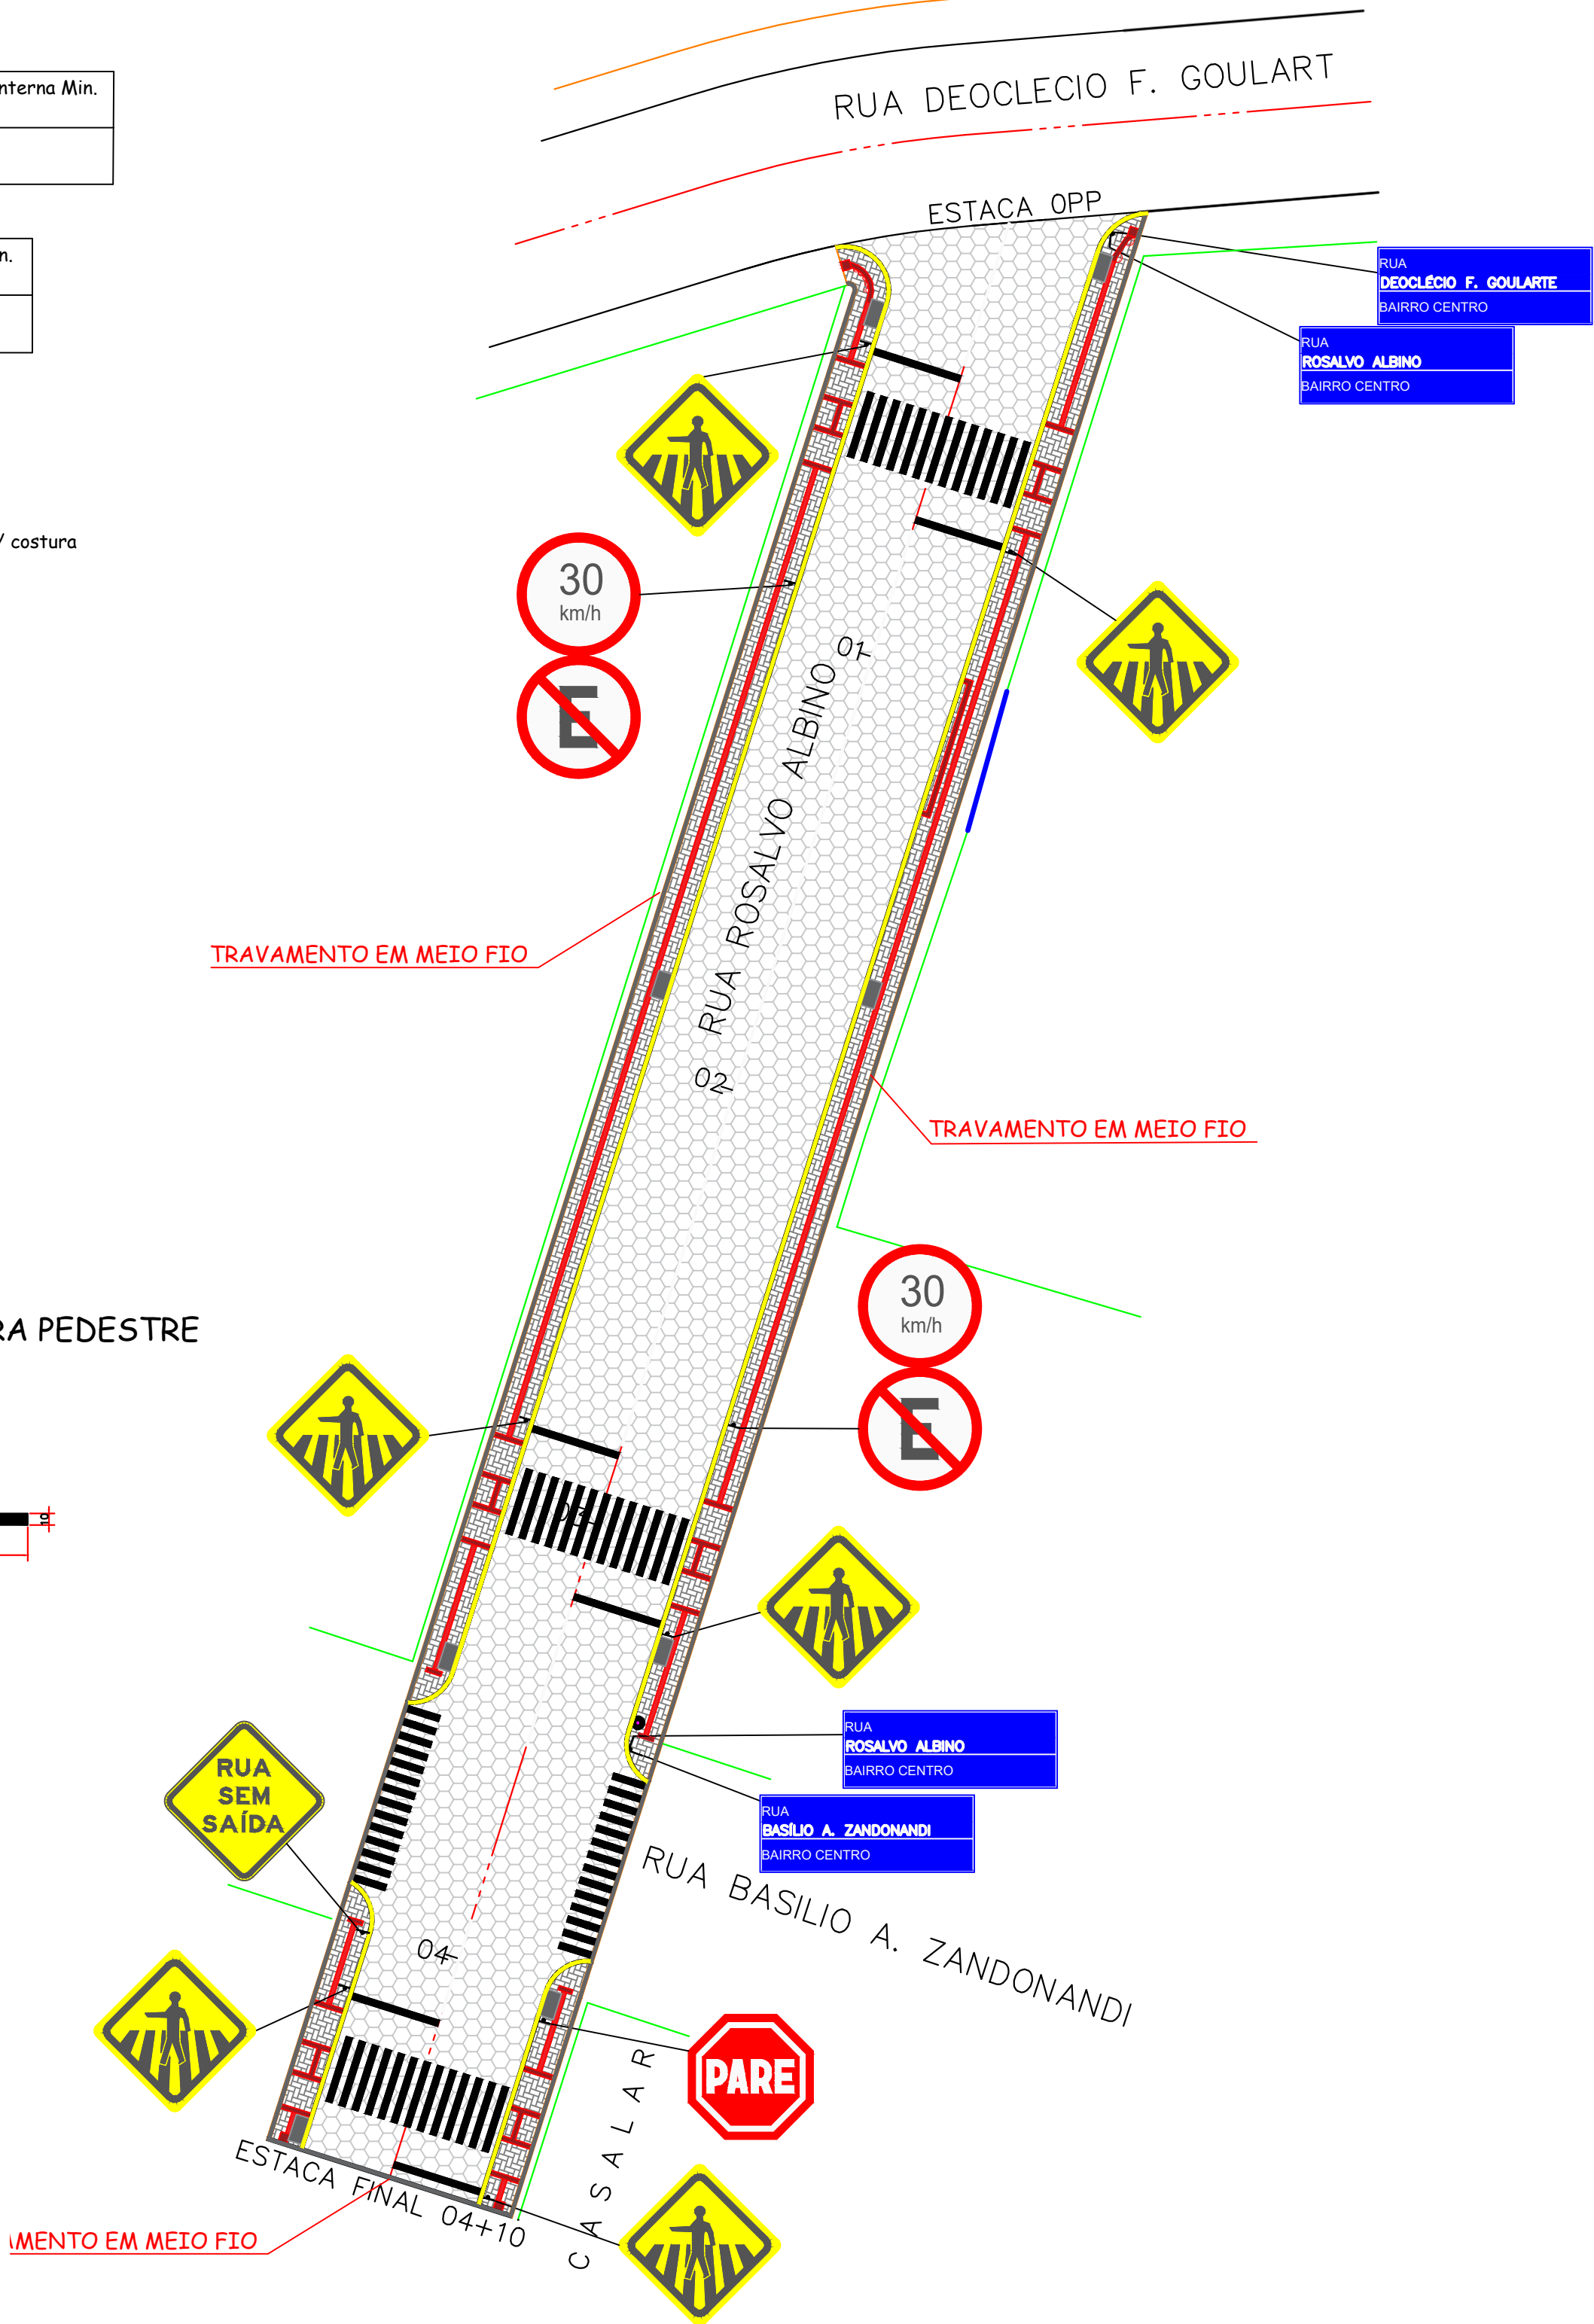 nterna Min.
n.
/ costura
RA PEDESTRE
10
RUA DEOCLECIO F. GOULART
ESTACA 0PP
RUA
DEOCLÉCIO F. GOULARTE
BAIRRO CENTRO
RUA
ROSALVO ALBINO
BAIRRO CENTRO
30
km/h
E
01
RUA ROSALVO ALBINO
02
TRAVAMENTO EM MEIO FIO
TRAVAMENTO EM MEIO FIO
30
km/h
E
03
RUA
ROSALVO ALBINO
BAIRRO CENTRO
RUA
BASÍLIO A. ZANDONANDI
BAIRRO CENTRO
RUA
SEM
SAÍDA
RUA BASILIO A. ZANDONANDI
04
PARE
CASALAR
ESTACA FINAL 04+10
AMENTO EM MEIO FIO